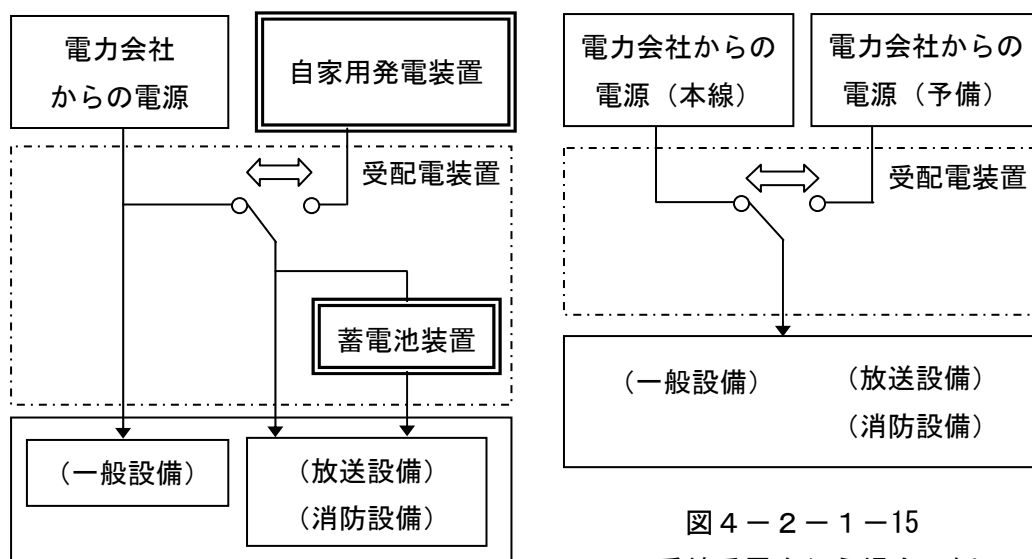 電力会社
からの電源
自家用発電装置
受配電装置
蓄電池装置
（一般設備）
（放送設備）
（消防設備）
電力会社からの
電源（本線）
電力会社からの
電源（予備）
受配電装置
（一般設備）
（放送設備）
（消防設備）
図４－２－１－15